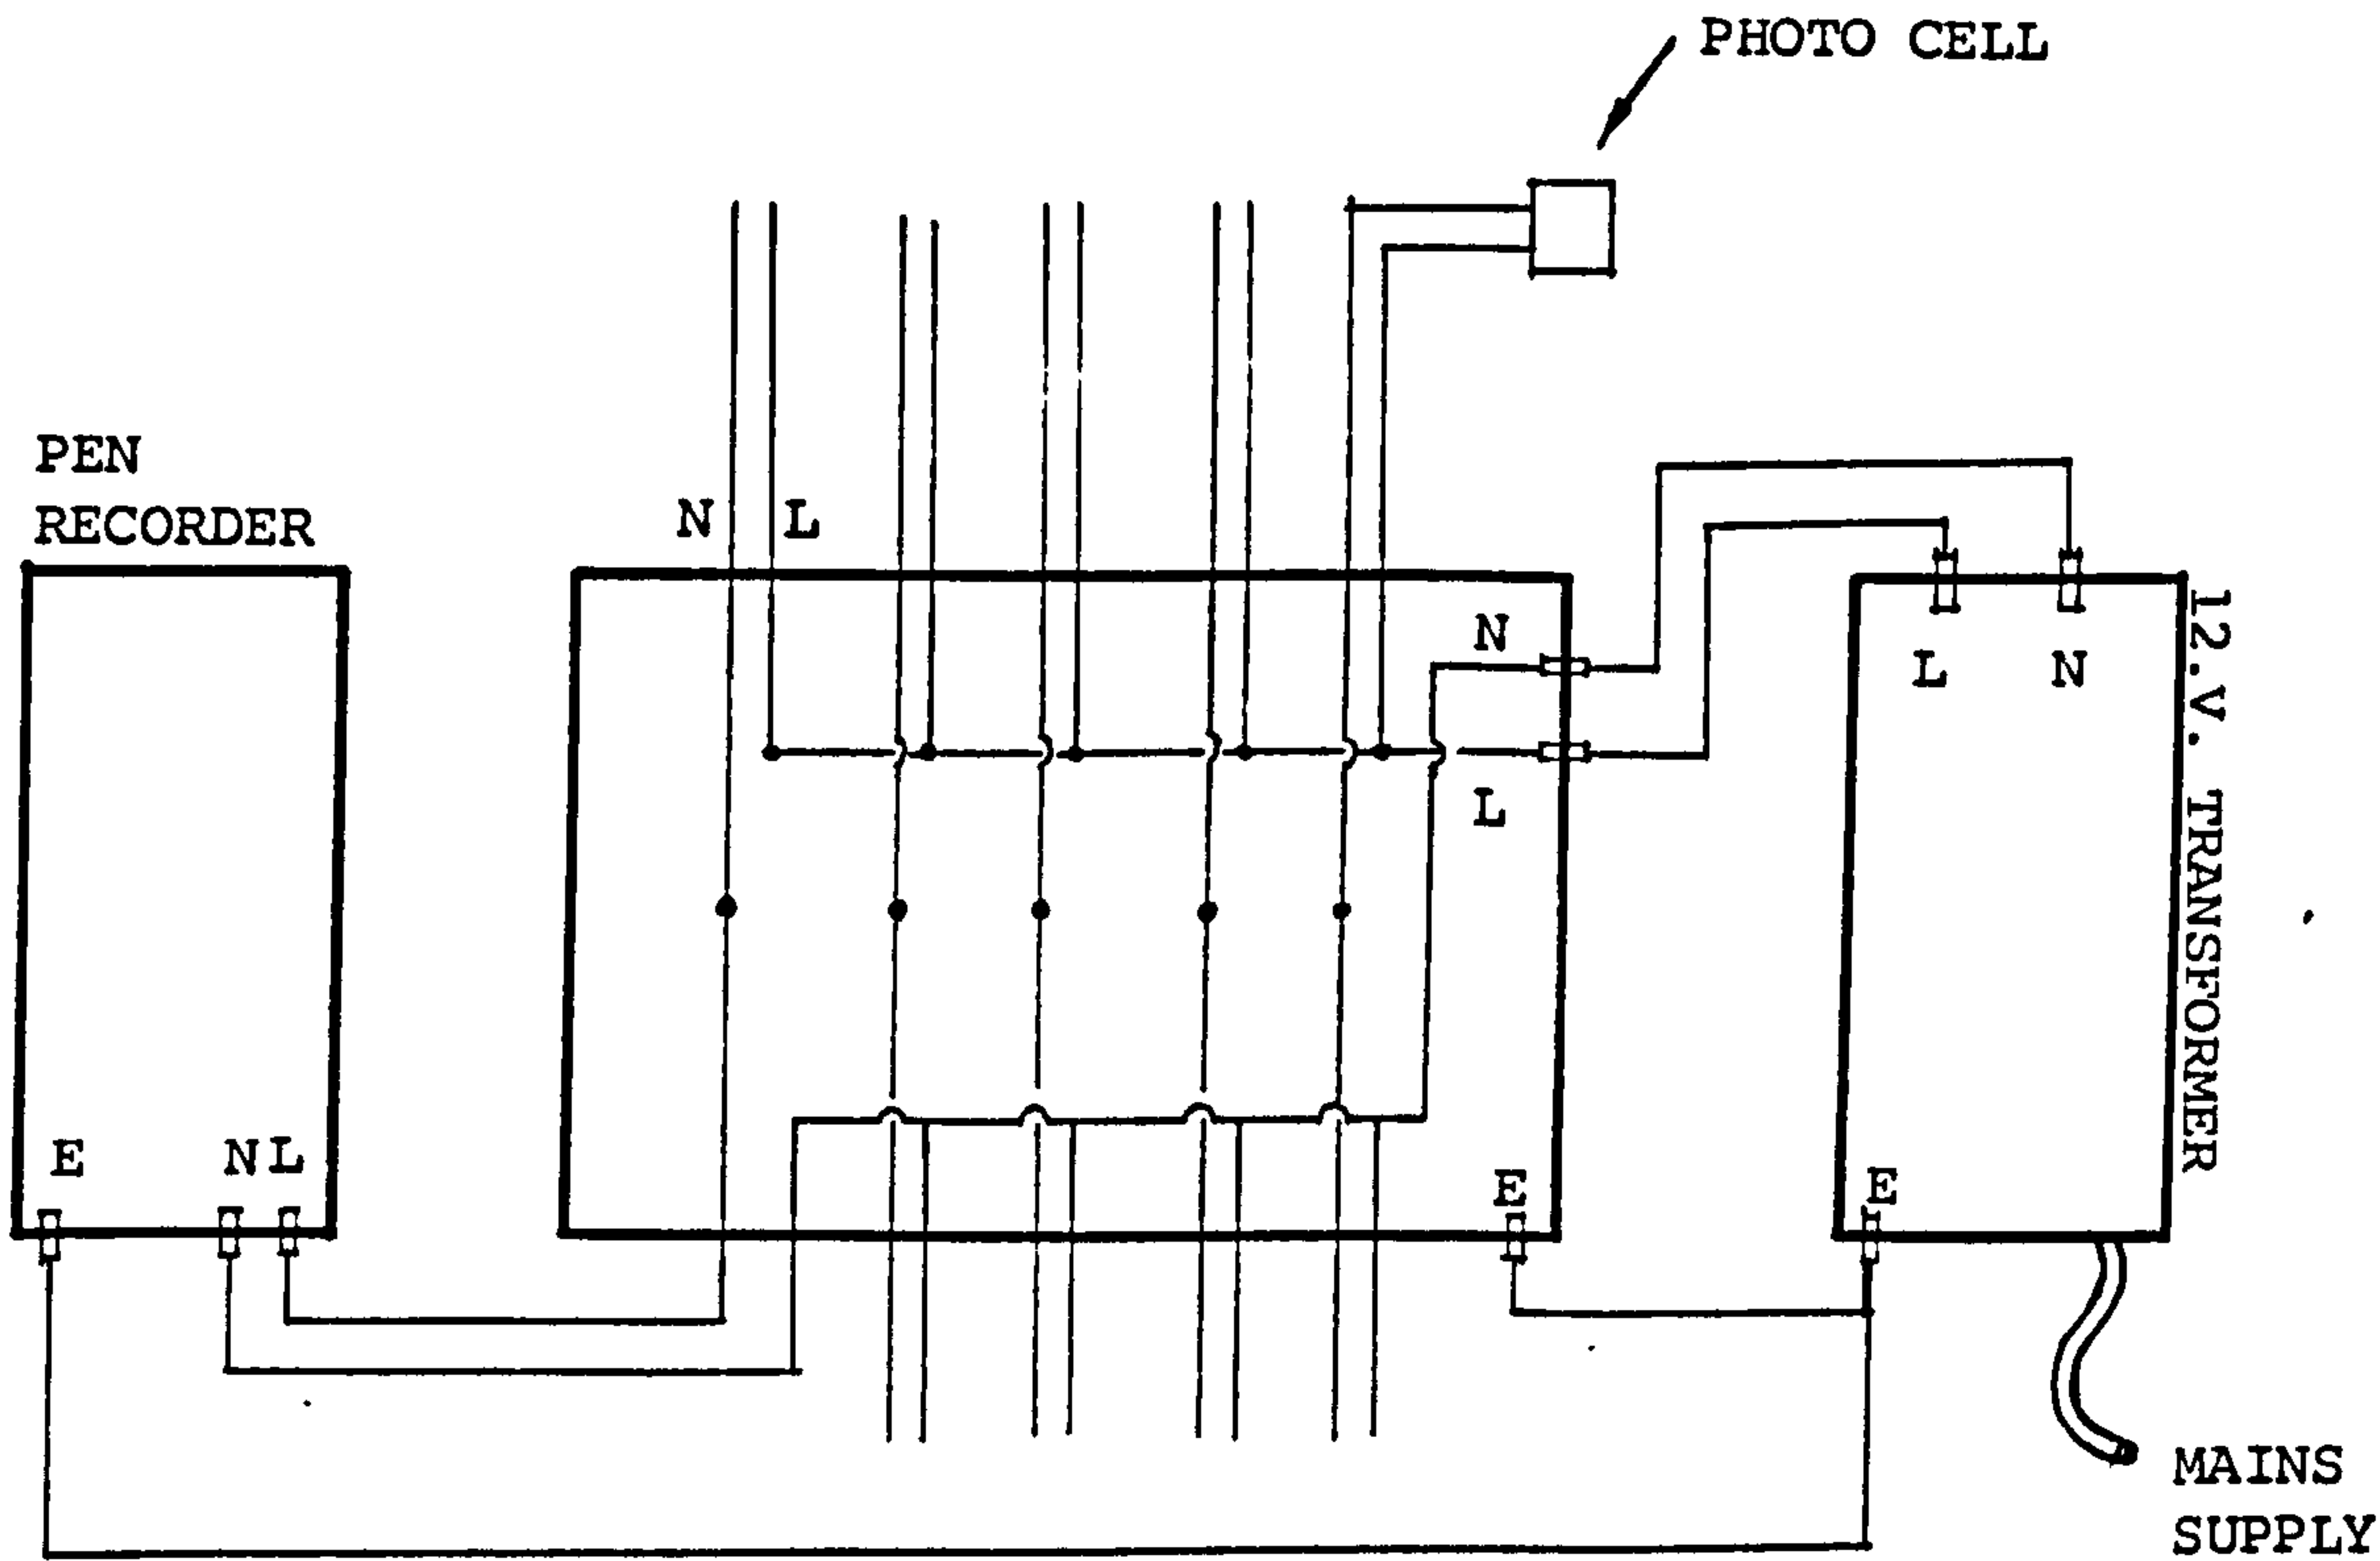 PHOTO CELL
PEN
RECORDER
N L
N
L
L N
12.V. TRANSFORMER
E
N L
E
E
MAINS
SUPPLY